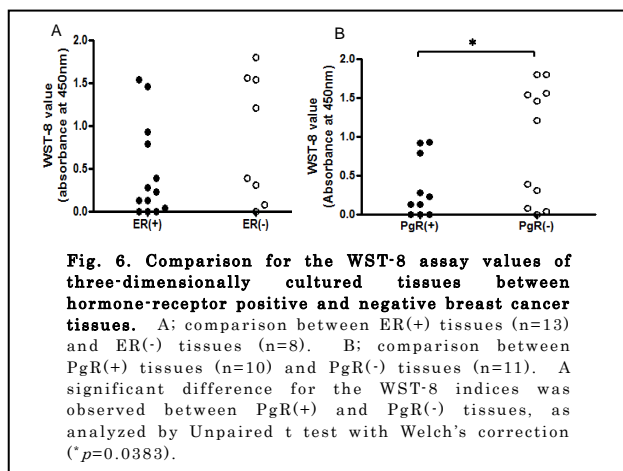 A
B
*
2.0
1.5
1.0
0.5
0.0
WST-8 value
(absorbance at 450nm)
ER(+)
ER(-)
2.0
1.5
1.0
0.5
0.0
WST-8 value
(Absorbance at 450nm)
PgR(+)
PgR(-)
Fig. 6. Comparison for the WST-8 assay values of
three-dimensionally cultured tissues between
hormone-receptor positive and negative breast cancer
tissues. A; comparison between ER(+) tissues (n=13)
and ER(-) tissues (n=8). B; comparison between
PgR(+) tissues (n=10) and PgR(-) tissues (n=11). A
significant difference for the WST-8 indices was
observed between PgR(+) and PgR(-) tissues, as
analyzed by Unpaired t test with Welch's correction
(*p=0.0383).